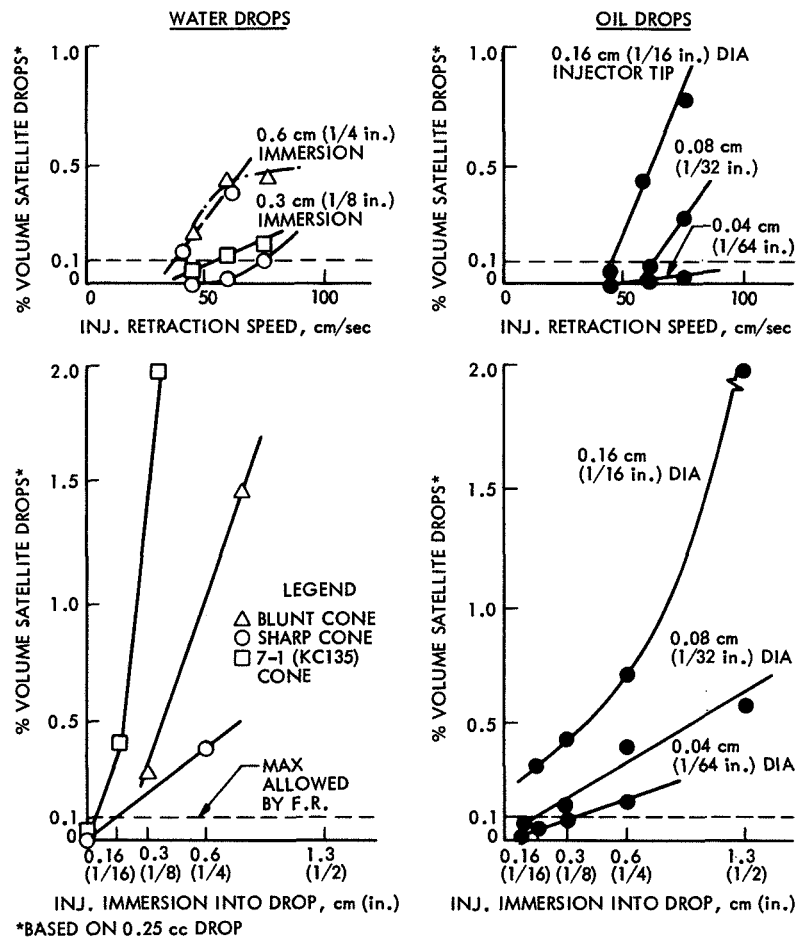 WATER DROPS
% VOLUME SATELLITE DROPS*
1.0
0.5
0.1
0
0.6 cm (1/4 in.)
IMMERSION
0.3 cm (1/8 in.)
IMMERSION
0
50
100
INJ. RETRACTION SPEED, cm/sec
OIL DROPS
% VOLUME SATELLITE DROPS*
1.0
0.5
0.1
0
0.16 cm (1/16 in.) DIA
INJECTOR TIP
0.08 cm
(1/32 in.)
0.04 cm
(1/64 in.)
0
50
100
INJ. RETRACTION SPEED, cm/sec
% VOLUME SATELLITE DROPS*
2.0
1.5
1.0
0.5
0.1
0
LEGEND
BLUNT CONE
SHARP CONE
7-1 (KC135)
CONE
MAX
ALLOWED
BY F.R.
0.16 0.3 0.6 1.3
(1/16) (1/8) (1/4) (1/2)
INJ. IMMERSION INTO DROP, cm (in.)
*BASED ON 0.25 cc DROP
% VOLUME SATELLITE DROPS*
2.0
1.5
1.0
0.5
0.1
0
0.16 cm
(1/16 in.) DIA
0.08 cm
(1/32 in.) DIA
0.04 cm
(1/64 in.) DIA
0.16 0.3 0.6 1.3
(1/16) (1/8) (1/4) (1/2)
INJ. IMMERSION INTO DROP, cm (in.)